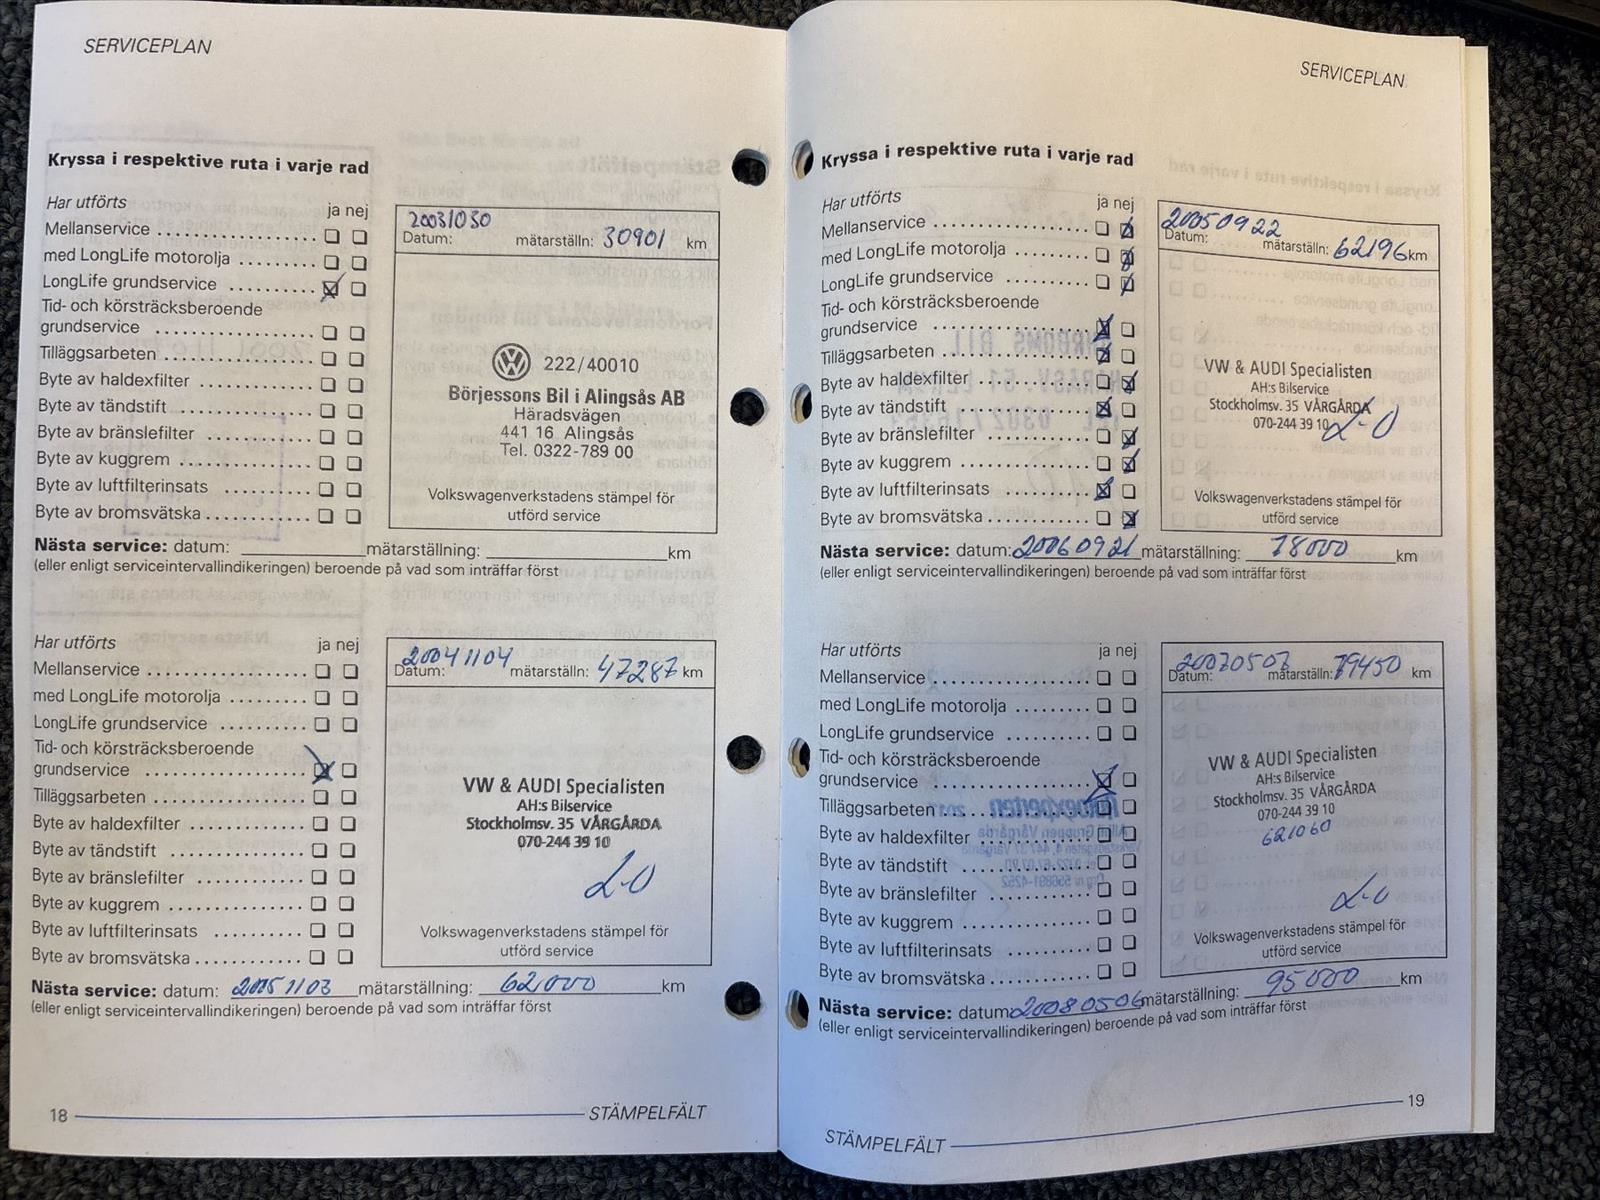 SERVICEPLAN
Kryssa i respektive ruta i varje rad
Har utförts ja nej
Mellanservice
med LongLife motorolja
LongLife grundservice
Tid- och körsträcksberoende
grundservice
Tilläggsarbeten
Byte av haldexfilter
Byte av tändstift
Byte av bränslefilter
Byte av kuggrem
Byte av luftfilterinsats
Byte av bromsvätska
20031030
Datum: mätarställn: 30901 km
222/40010
Börjessons Bil i Alingsås AB
Häradsvägen
441 16 Alingsås
Tel. 0322-789 00
Volkswagenverkstadens stämpel för
utförd service
Nästa service: datum: mätarställning: km
(eller enligt serviceintervallindikeringen) beroende på vad som inträffar först
Har utförts ja nej
Mellanservice
med LongLife motorolja
LongLife grundservice
Tid- och körsträcksberoende
grundservice
Tilläggsarbeten
Byte av haldexfilter
Byte av tändstift
Byte av bränslefilter
Byte av kuggrem
Byte av luftfilterinsats
Byte av bromsvätska
20041104
Datum: mätarställn: 47287 km
VW & AUDI Specialisten
AH:s Bilservice
Stockholmsv. 35 VÅRGÅRDA
070-244 39 10
Volkswagenverkstadens stämpel för
utförd service
Nästa service: datum: 20051103 mätarställning: 62000 km
(eller enligt serviceintervallindikeringen) beroende på vad som inträffar först
18 STÄMPELFÄLT
SERVICEPLAN
Kryssa i respektive ruta i varje rad
Har utförts ja nej
Mellanservice
med LongLife motorolja
LongLife grundservice
Tid- och körsträcksberoende
grundservice
Tilläggsarbeten
Byte av haldexfilter
Byte av tändstift
Byte av bränslefilter
Byte av kuggrem
Byte av luftfilterinsats
Byte av bromsvätska
20050922
Datum: mätarställn: 62196 km
VW & AUDI Specialisten
AH:s Bilservice
Stockholmsv. 35 VÅRGÅRDA
070-244 39 10
Volkswagenverkstadens stämpel för
utförd service
Nästa service: datum: 20060921 mätarställning: 78000 km
(eller enligt serviceintervallindikeringen) beroende på vad som inträffar först
Har utförts ja nej
Mellanservice
med LongLife motorolja
LongLife grundservice
Tid- och körsträcksberoende
grundservice
Tilläggsarbeten
Byte av haldexfilter
Byte av tändstift
Byte av bränslefilter
Byte av kuggrem
Byte av luftfilterinsats
Byte av bromsvätska
20070507
Datum: mätarställn: 79450 km
VW & AUDI Specialisten
AH:s Bilservice
Stockholmsv. 35 VÅRGÅRDA
070-244 39 10
621060
Volkswagenverkstadens stämpel för
utförd service
Nästa service: datum: 20080506 mätarställning: 95000 km
(eller enligt serviceintervallindikeringen) beroende på vad som inträffar först
STÄMPELFÄLT 19